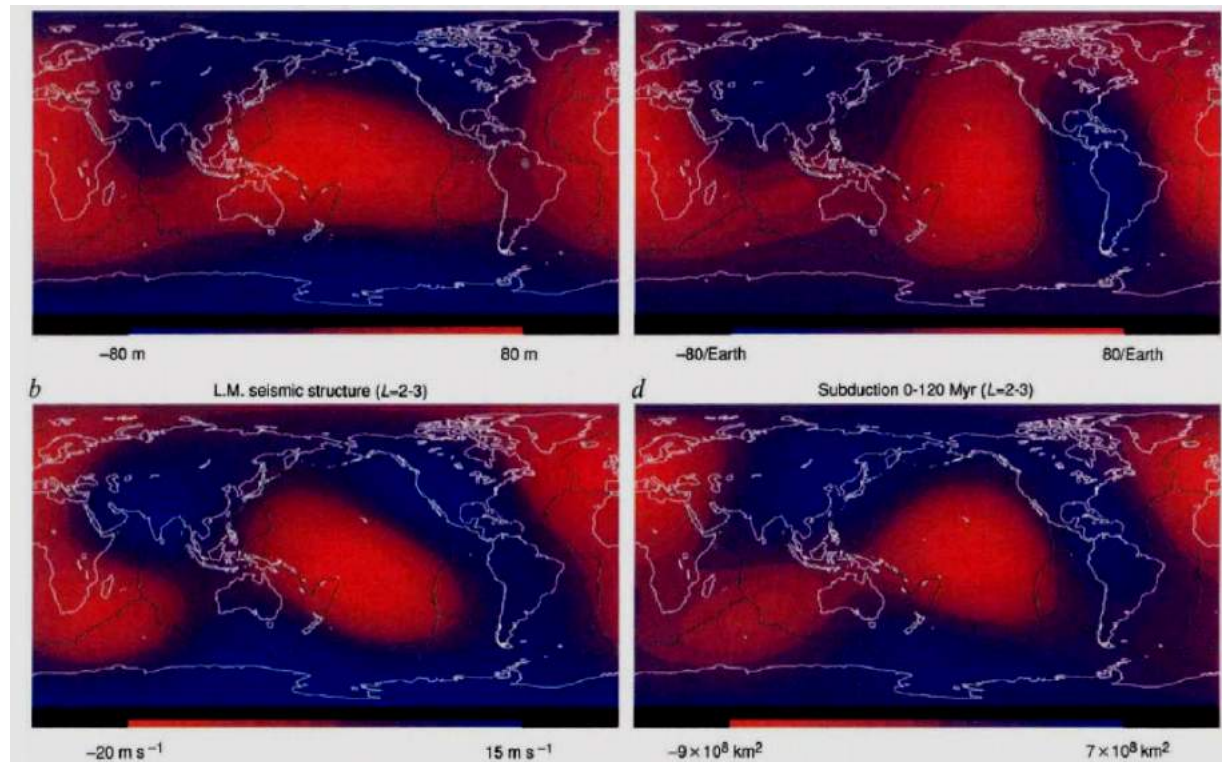 -80 m 80 m
-80/Earth 80/Earth
b L.M. seismic structure (L=2-3)
d Subduction 0-120 Myr (L=2-3)
-20 m s⁻¹ 15 m s⁻¹
-9 × 10⁸ km² 7 × 10⁸ km²